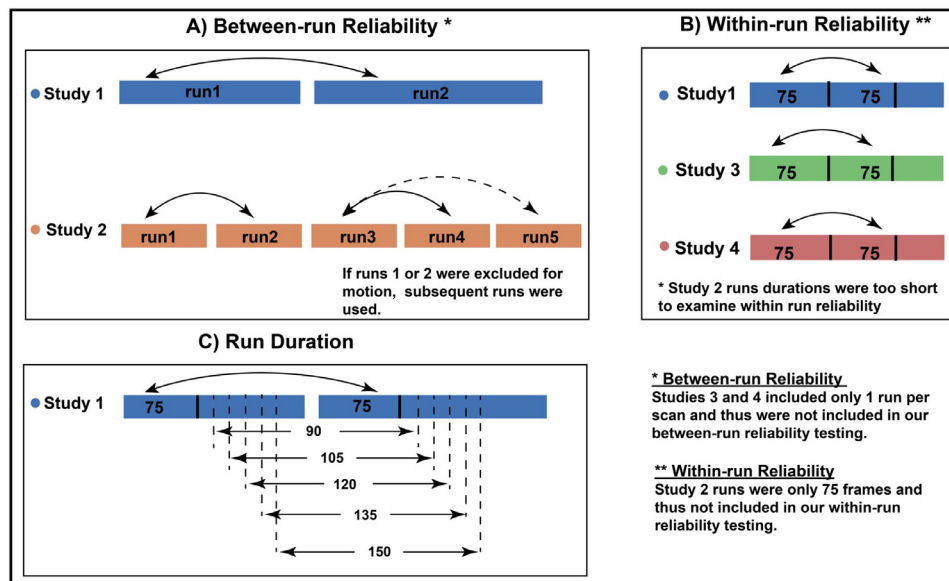 A) Between-run Reliability *
Study 1
run1
run2
Study 2
run1
run2
run3
run4
run5
If runs 1 or 2 were excluded for
motion, subsequent runs were
used.
B) Within-run Reliability **
Study1
75
75
Study 3
75
75
Study 4
75
75
* Study 2 runs durations were too short
to examine within run reliability
C) Run Duration
Study 1
75
75
90
105
120
135
150
* Between-run Reliability
Studies 3 and 4 included only 1 run per
scan and thus were not included in our
between-run reliability testing.
** Within-run Reliability
Study 2 runs were only 75 frames and
thus not included in our within-run
reliability testing.